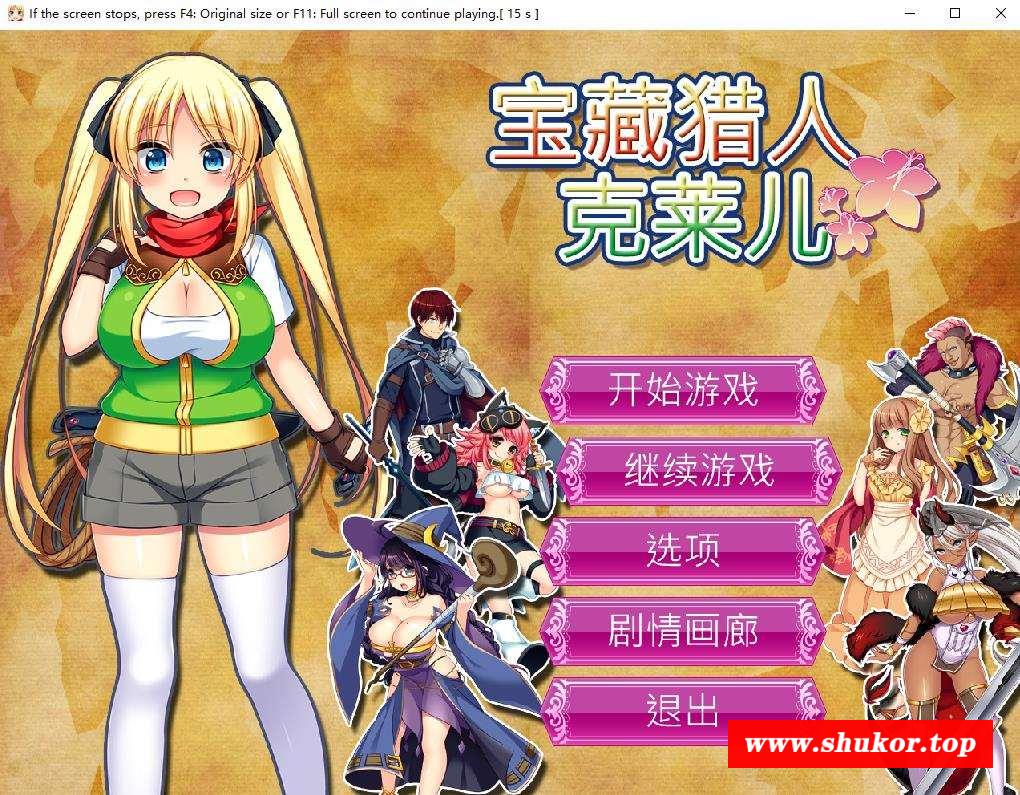 If the screen stops, press F4: Original size or F11: Full screen to continue playing.[ 15 s ]
宝藏猎人
克莱儿
开始游戏
继续游戏
选项
剧情画廊
退出
www.shukor.top